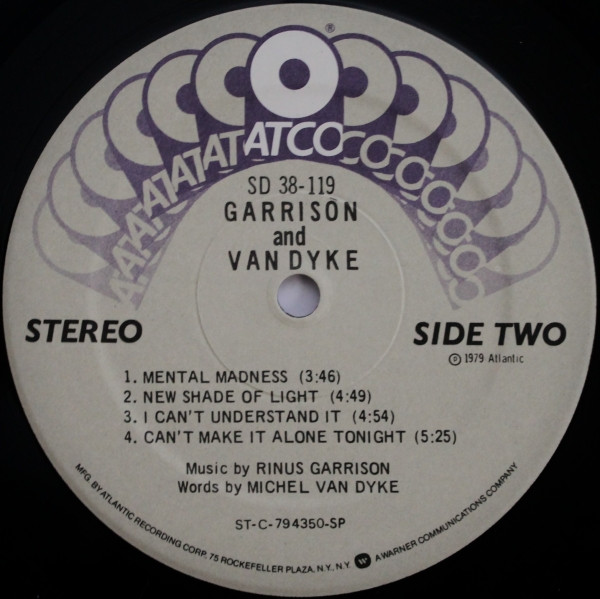 ®
ATATATATATCOCOCOCOCO
SD 38-119
GARRISON
and
VAN DYKE
STEREO
SIDE TWO
℗ 1979 Atlantic
1. MENTAL MADNESS (3:46)
2. NEW SHADE OF LIGHT (4:49)
3. I CAN'T UNDERSTAND IT (4:54)
4. CAN'T MAKE IT ALONE TONIGHT (5:25)
Music by RINUS GARRISON
Words by MICHEL VAN DYKE
ST-C-794350-SP
MFG. BY ATLANTIC RECORDING CORP. 75 ROCKEFELLER PLAZA, N.Y., N.Y. W A WARNER COMMUNICATIONS COMPANY